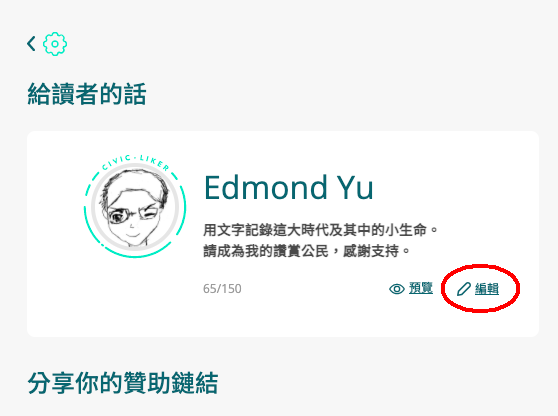 給讀者的話
CIVIC · LIKER
Edmond Yu
用文字記錄這大時代及其中的小生命。
請成為我的讚賞公民，感謝支持。
65/150 預覽 編輯
分享你的贊助鏈結